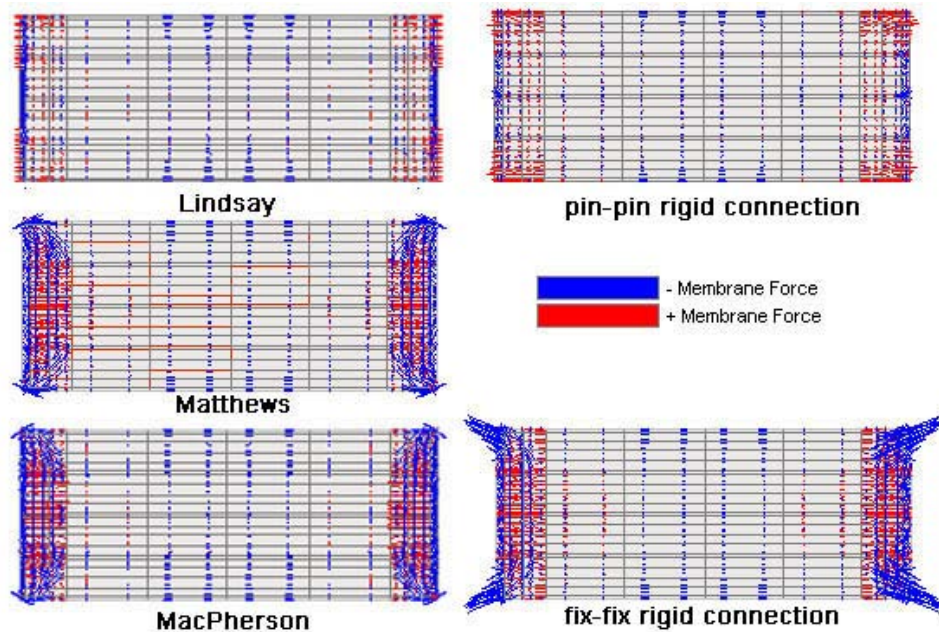 Lindsay
pin-pin rigid connection
- Membrane Force
+ Membrane Force
Matthews
MacPherson
fix-fix rigid connection